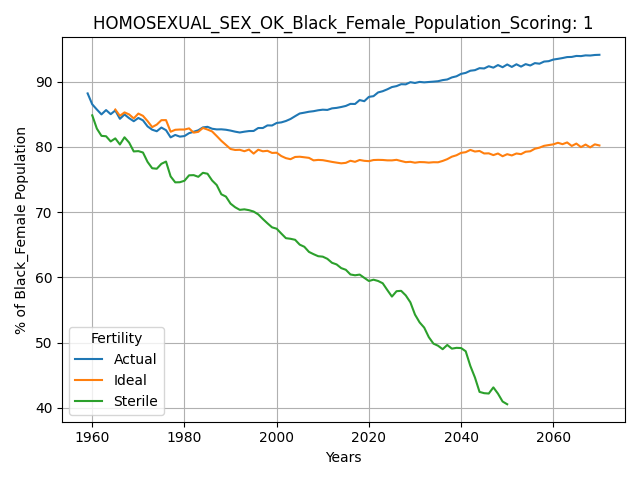 HOMOSEXUAL_SEX_OK_Black_Female_Population_Scoring: 1
% of Black_Female Population
90
80
70
60
50
40
Fertility
Actual
Ideal
Sterile
1960 1980 2000 2020 2040 2060
Years